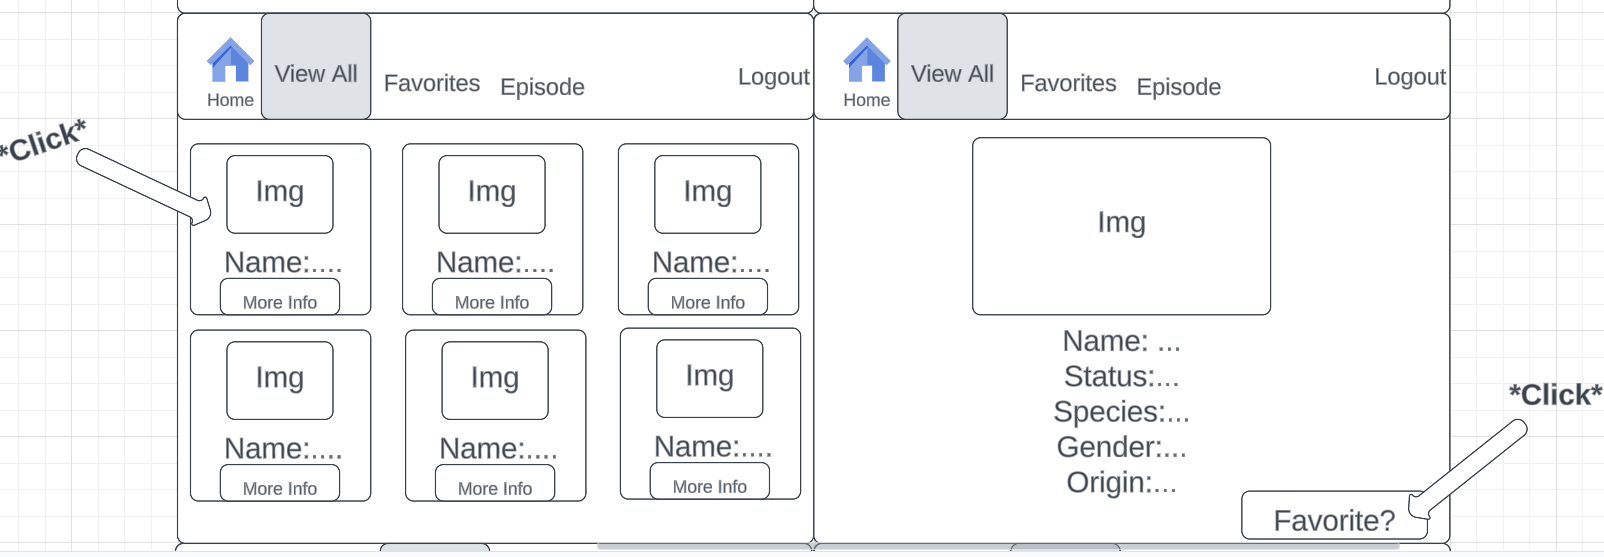 View All
Favorites
Episode
Logout
Home
View All
Favorites
Episode
Logout
Home
*Click*
Img
Img
Img
Name:....
Name:....
Name:....
More Info
More Info
More Info
Img
Img
Img
Name:....
Name:....
Name:....
More Info
More Info
More Info
Img
Name: ...
Status:...
Species:...
Gender:...
Origin:...
*Click*
Favorite?